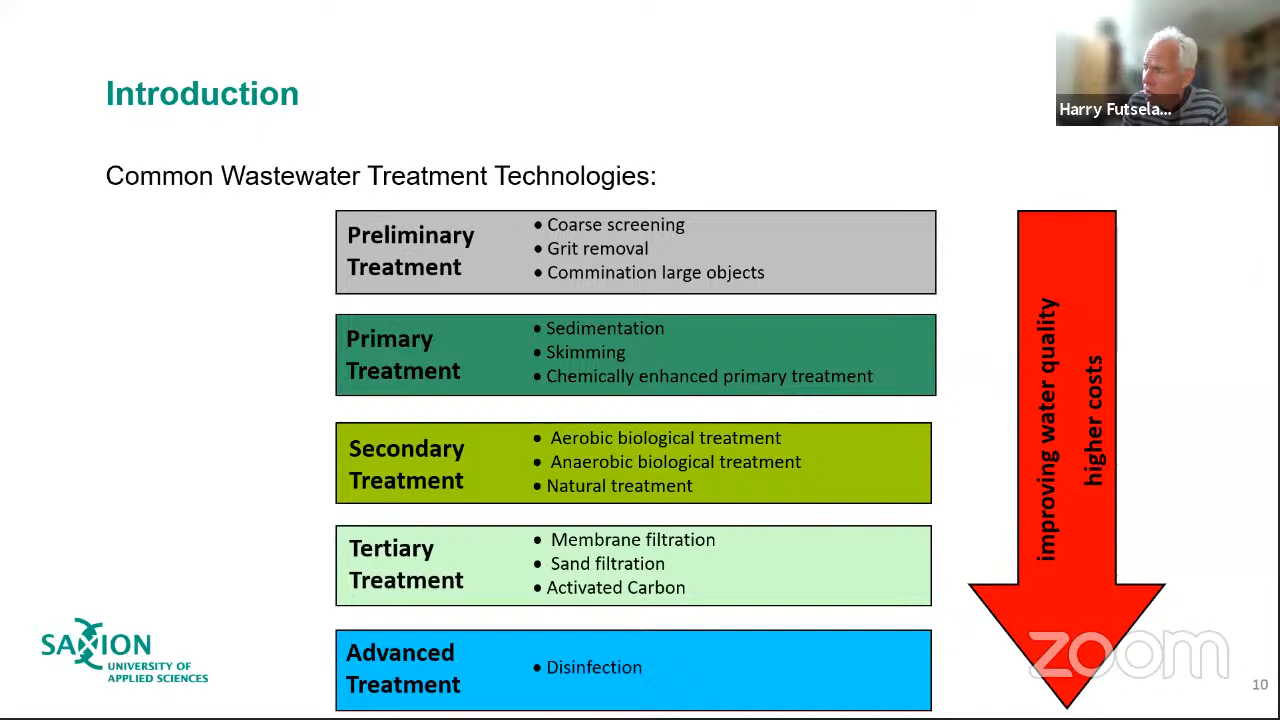 Introduction
Harry Futsela...
Common Wastewater Treatment Technologies:
Preliminary
Treatment
• Coarse screening
• Grit removal
• Commination large objects
Primary
Treatment
• Sedimentation
• Skimming
• Chemically enhanced primary treatment
Secondary
Treatment
• Aerobic biological treatment
• Anaerobic biological treatment
• Natural treatment
Tertiary
Treatment
• Membrane filtration
• Sand filtration
• Activated Carbon
Advanced
Treatment
• Disinfection
improving water quality
higher costs
SAXION
UNIVERSITY OF
APPLIED SCIENCES
zoom
10